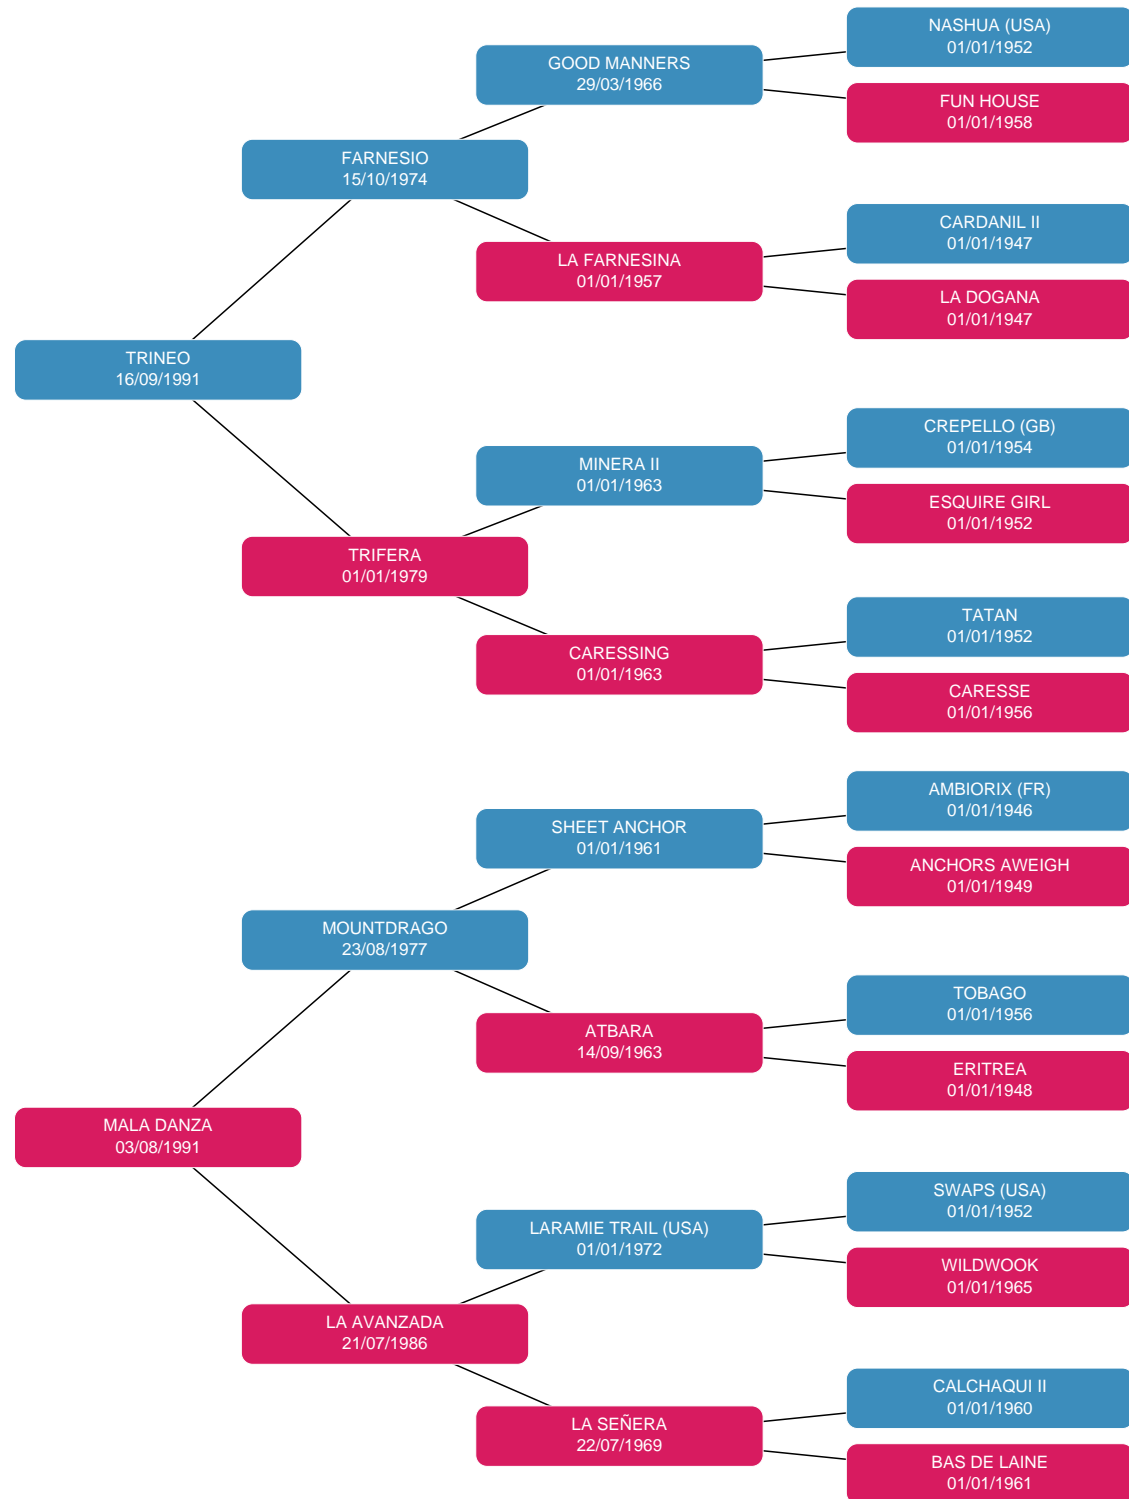 NASHUA (USA)
01/01/1952
GOOD MANNERS
29/03/1966
FUN HOUSE
01/01/1958
FARNESIO
15/10/1974
CARDANIL II
01/01/1947
LA FARNESINA
01/01/1957
LA DOGANA
01/01/1947
TRINEO
16/09/1991
CREPELLO (GB)
01/01/1954
MINERA II
01/01/1963
ESQUIRE GIRL
01/01/1952
TRIFERA
01/01/1979
TATAN
01/01/1952
CARESSING
01/01/1963
CARESSE
01/01/1956
AMBIORIX (FR)
01/01/1946
SHEET ANCHOR
01/01/1961
ANCHORS AWEIGH
01/01/1949
MOUNTDRAGO
23/08/1977
TOBAGO
01/01/1956
ATBARA
14/09/1963
ERITREA
01/01/1948
MALA DANZA
03/08/1991
SWAPS (USA)
01/01/1952
LARAMIE TRAIL (USA)
01/01/1972
WILDWOOK
01/01/1965
LA AVANZADA
21/07/1986
CALCHAQUI II
01/01/1960
LA SEÑERA
22/07/1969
BAS DE LAINE
01/01/1961